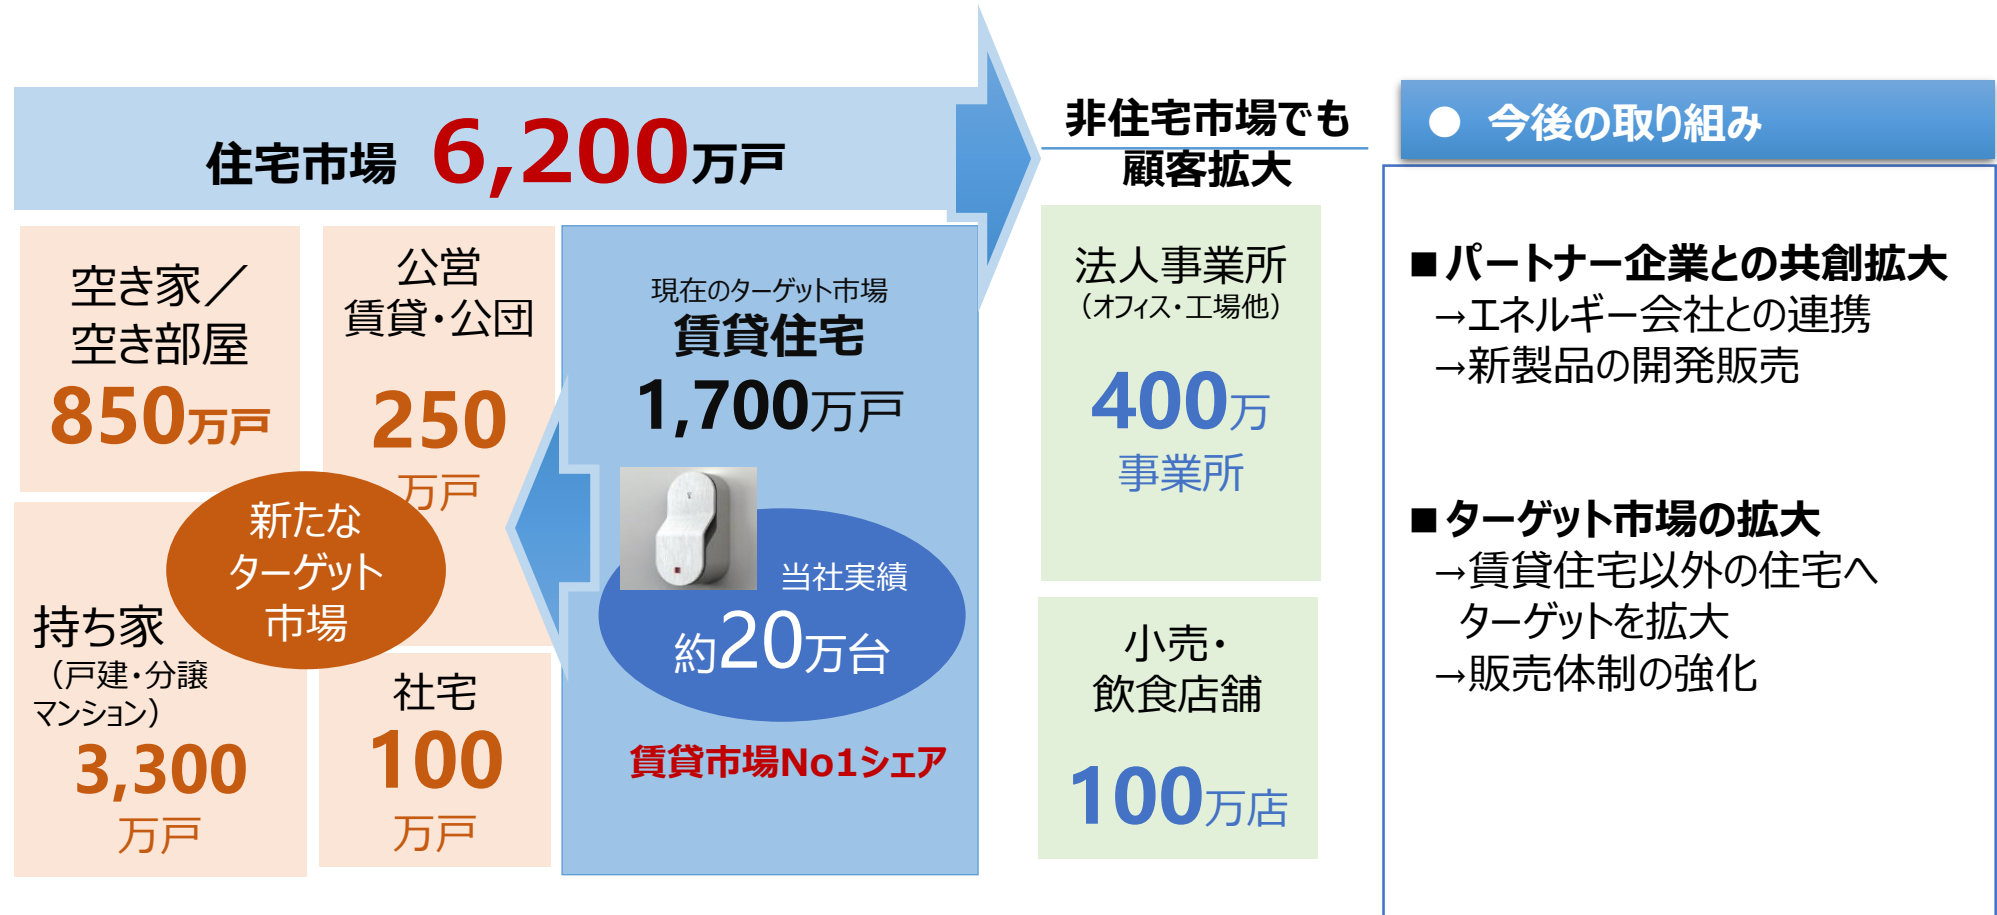 住宅市場 6,200万戸
空き家／
空き部屋
850万戸
公営
賃貸・公団
250
万戸
持ち家
（戸建・分譲
マンション）
3,300
万戸
社宅
100
万戸
新たな
ターゲット
市場
現在のターゲット市場
賃貸住宅
1,700万戸
当社実績
約20万台
賃貸市場No1シェア
非住宅市場でも
顧客拡大
法人事業所
（オフィス・工場他）
400万
事業所
小売・
飲食店舗
100万店
● 今後の取り組み
■パートナー企業との共創拡大
→エネルギー会社との連携
→新製品の開発販売
■ターゲット市場の拡大
→賃貸住宅以外の住宅へ
ターゲットを拡大
→販売体制の強化